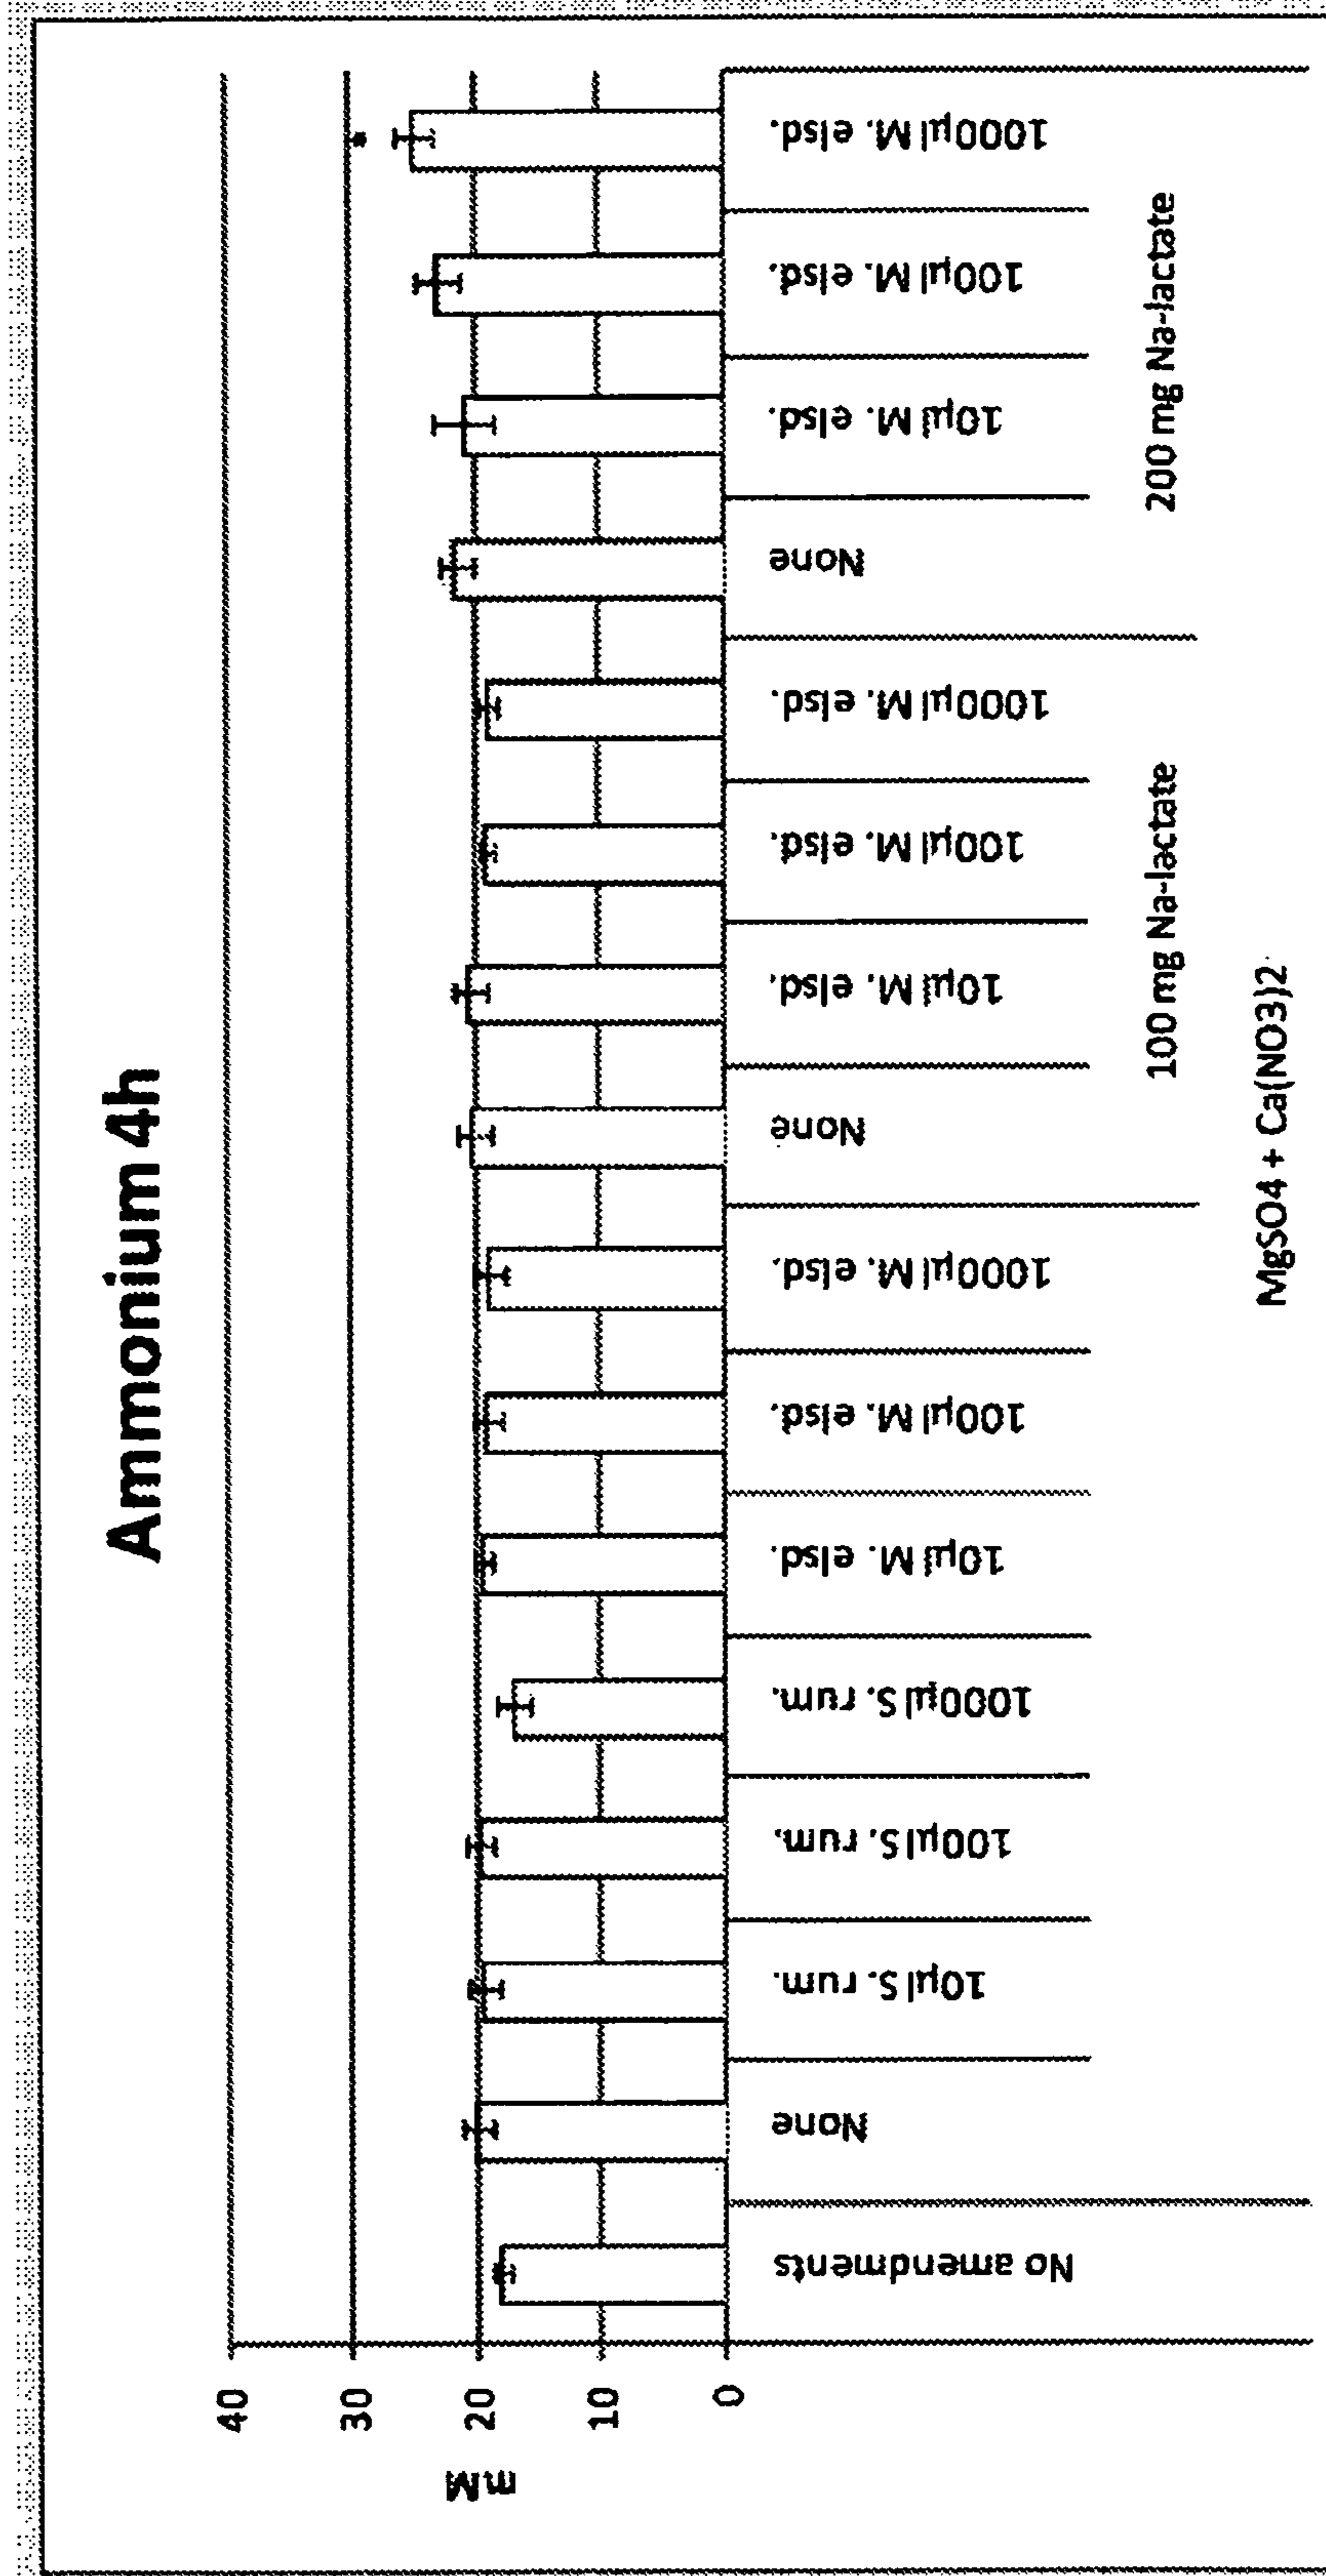 Ammonium 4h
mM
40
30
20
10
0
*
No amendments
None
10µl S. rum.
100µl S. rum.
1000µl S. rum.
10µl M. elsd.
100µl M. elsd.
1000µl M. elsd.
None
10µl M. elsd.
100µl M. elsd.
1000µl M. elsd.
None
10µl M. elsd.
100µl M. elsd.
1000µl M. elsd.
100 mg Na-lactate
200 mg Na-lactate
MgSO4 + Ca(NO3)2